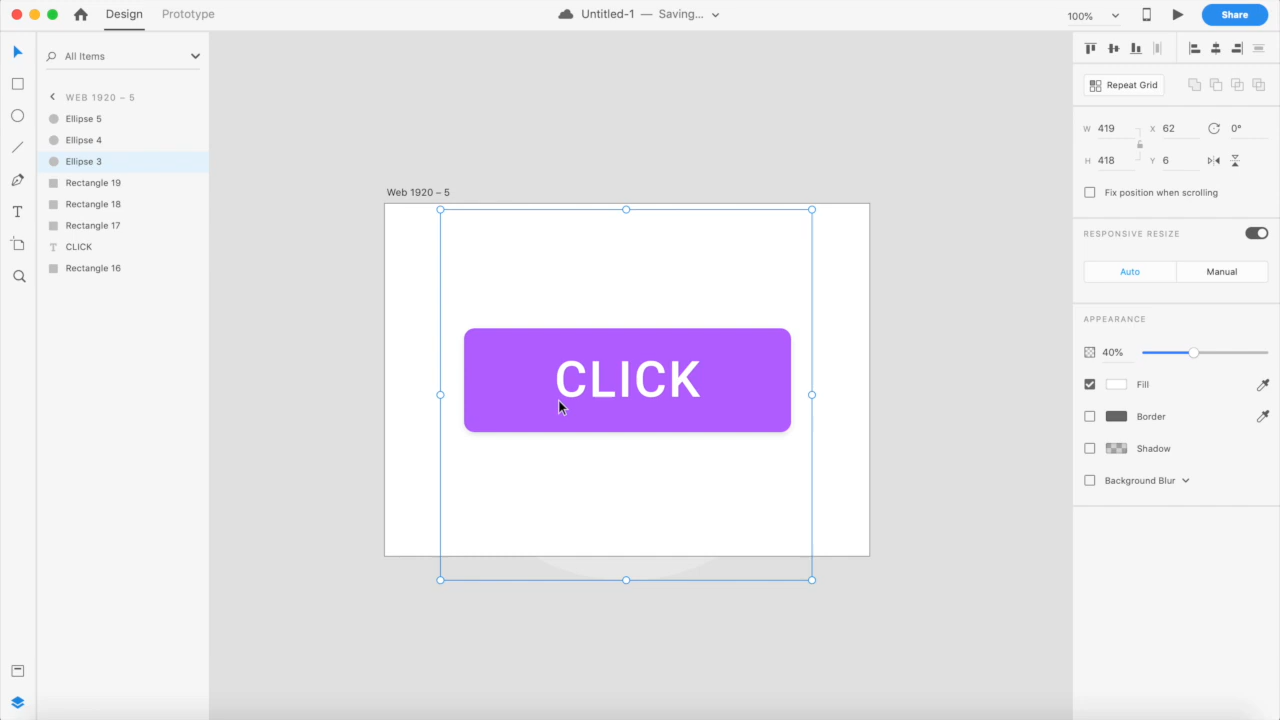 Design Prototype Untitled-1 — Saving... 100% Share
All Items
WEB 1920 – 5
Ellipse 5
Ellipse 4
Ellipse 3
Rectangle 19
Rectangle 18
Rectangle 17
CLICK
Rectangle 16
Web 1920 – 5
CLICK
Repeat Grid
W 419 X 62 0°
H 418 Y 6
Fix position when scrolling
RESPONSIVE RESIZE
Auto Manual
APPEARANCE
40%
Fill
Border
Shadow
Background Blur